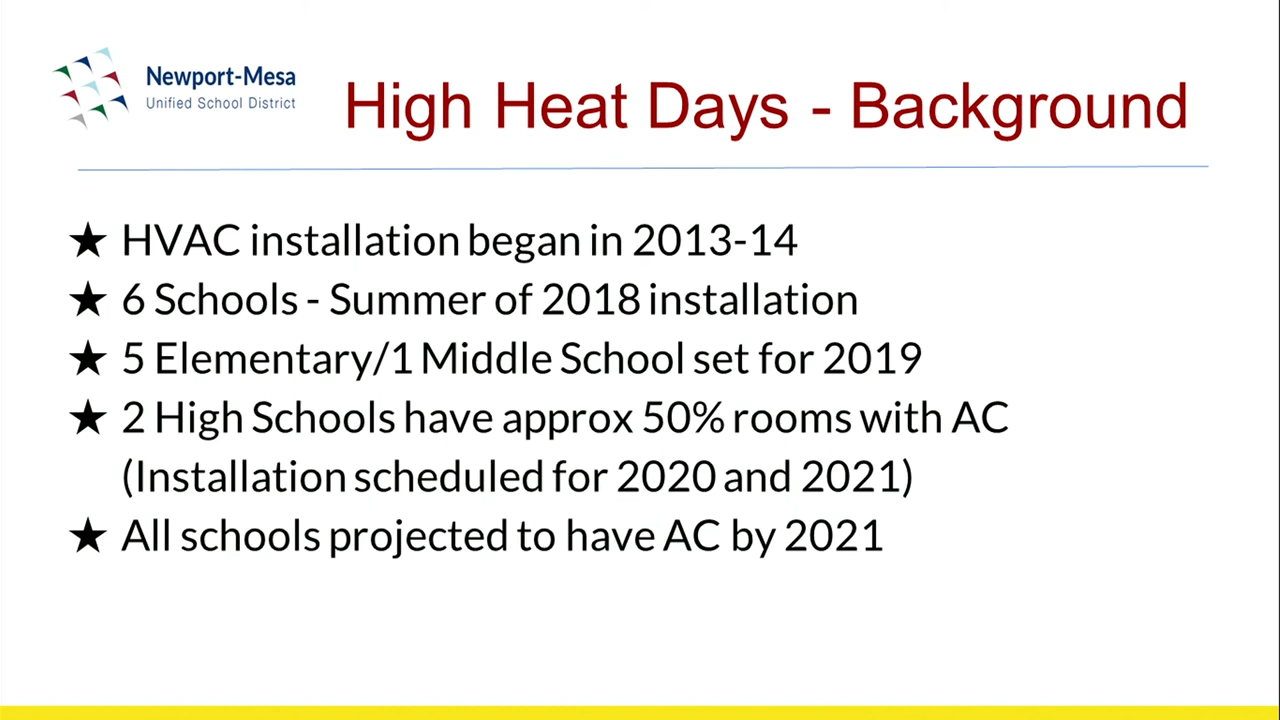 Newport-Mesa
Unified School District
High Heat Days - Background
★ HVAC installation began in 2013-14
★ 6 Schools - Summer of 2018 installation
★ 5 Elementary/1 Middle School set for 2019
★ 2 High Schools have approx 50% rooms with AC
(Installation scheduled for 2020 and 2021)
★ All schools projected to have AC by 2021